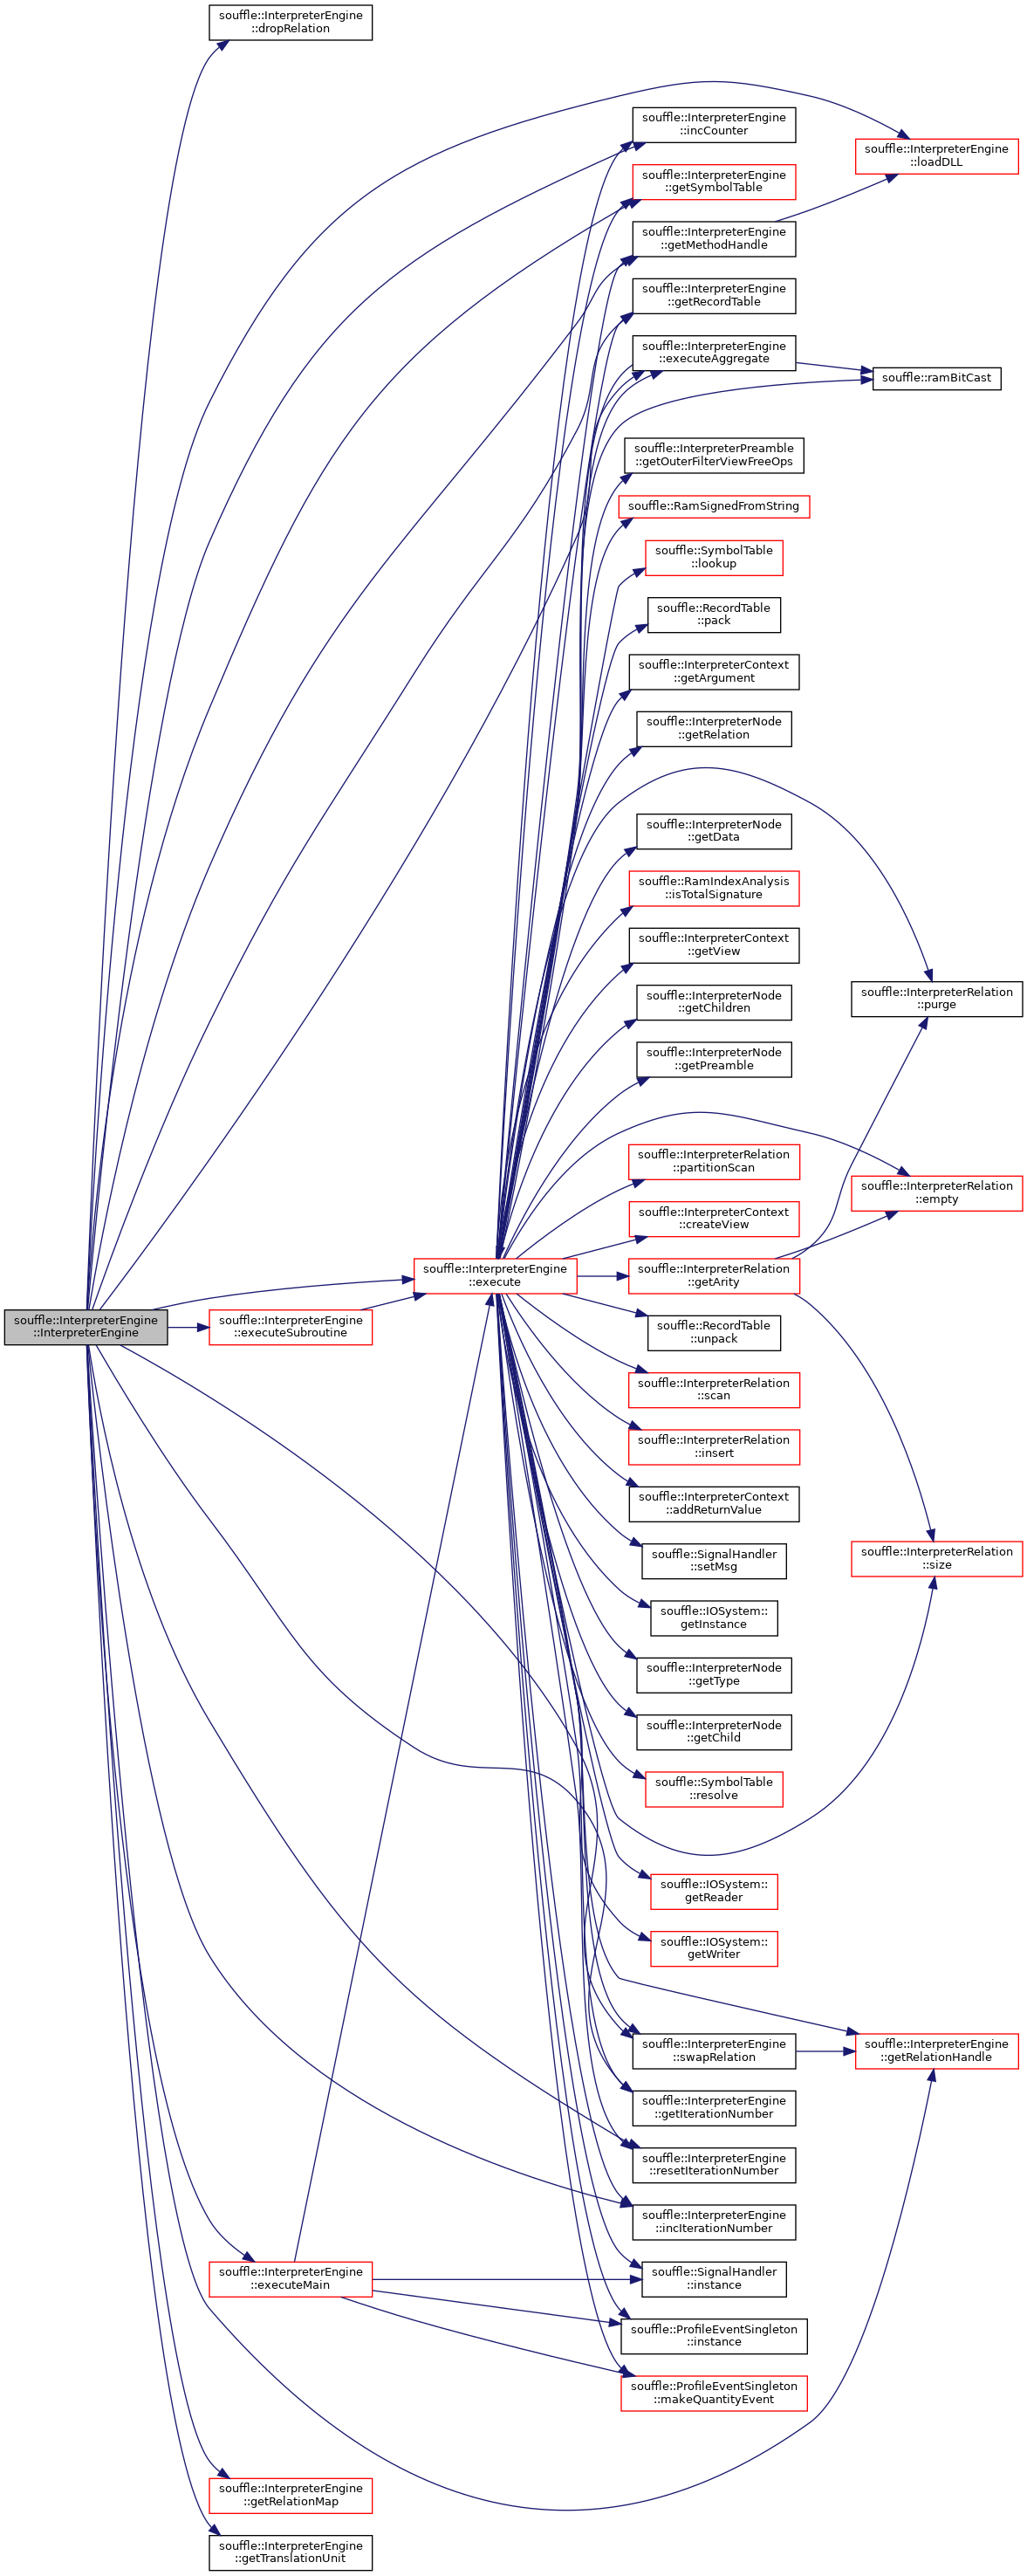 souffle::InterpreterEngine
::dropRelation
souffle::InterpreterEngine
::incCounter
souffle::InterpreterEngine
::loadDLL
souffle::InterpreterEngine
::getSymbolTable
souffle::InterpreterEngine
::getMethodHandle
souffle::InterpreterEngine
::getRecordTable
souffle::InterpreterEngine
::executeAggregate
souffle::ramBitCast
souffle::InterpreterPreamble
::getOuterFilterViewFreeOps
souffle::RamSignedFromString
souffle::SymbolTable
::lookup
souffle::RecordTable
::pack
souffle::InterpreterContext
::getArgument
souffle::InterpreterNode
::getRelation
souffle::InterpreterNode
::getData
souffle::RamIndexAnalysis
::isTotalSignature
souffle::InterpreterContext
::getView
souffle::InterpreterRelation
::purge
souffle::InterpreterNode
::getChildren
souffle::InterpreterNode
::getPreamble
souffle::InterpreterRelation
::partitionScan
souffle::InterpreterRelation
::empty
souffle::InterpreterContext
::createView
souffle::InterpreterEngine
::execute
souffle::InterpreterRelation
::getArity
souffle::InterpreterEngine
::InterpreterEngine
souffle::InterpreterEngine
::executeSubroutine
souffle::RecordTable
::unpack
souffle::InterpreterRelation
::scan
souffle::InterpreterRelation
::insert
souffle::InterpreterContext
::addReturnValue
souffle::SignalHandler
::setMsg
souffle::InterpreterRelation
::size
souffle::IOSystem::
getInstance
souffle::InterpreterNode
::getType
souffle::InterpreterNode
::getChild
souffle::SymbolTable
::resolve
souffle::IOSystem::
getReader
souffle::IOSystem::
getWriter
souffle::InterpreterEngine
::swapRelation
souffle::InterpreterEngine
::getRelationHandle
souffle::InterpreterEngine
::getIterationNumber
souffle::InterpreterEngine
::resetIterationNumber
souffle::InterpreterEngine
::incIterationNumber
souffle::InterpreterEngine
::executeMain
souffle::SignalHandler
::instance
souffle::ProfileEventSingleton
::instance
souffle::ProfileEventSingleton
::makeQuantityEvent
souffle::InterpreterEngine
::getRelationMap
souffle::InterpreterEngine
::getTranslationUnit